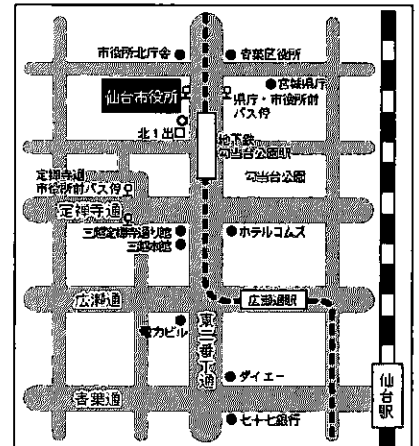 市役所北庁舎
青葉区役所
宮城県庁
仙台市役所
県庁・市役所前
バス停
北1出口
地下鉄
勾当台公園駅
定禅寺通
市役所前バス停
勾当台公園
定禅寺通
三越定禅寺通り館
三越本館
ホテルコムズ
広瀬通
広瀬通駅
電力ビル
東二番丁通
ダイエー
仙台駅
青葉通
七十七銀行